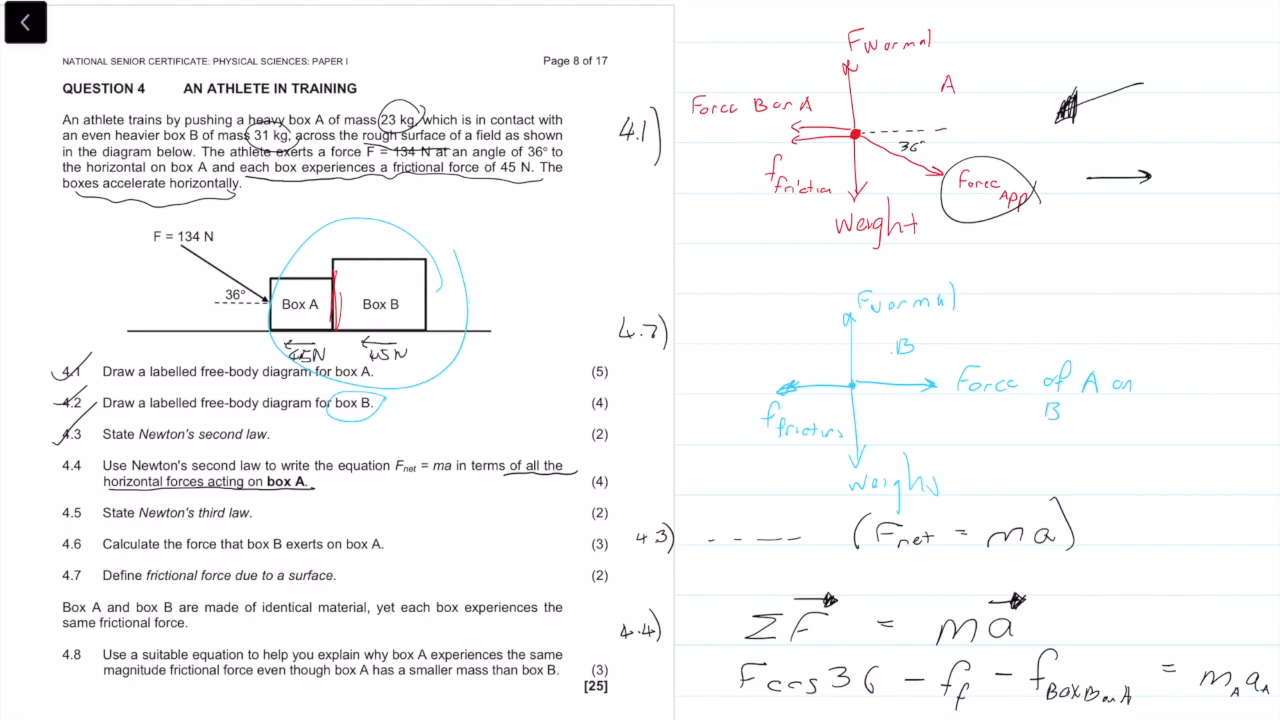 NATIONAL SENIOR CERTIFICATE: PHYSICAL SCIENCES: PAPER I
Page 8 of 17
QUESTION 4 AN ATHLETE IN TRAINING
An athlete trains by pushing a heavy box A of mass 23 kg, which is in contact with
an even heavier box B of mass 31 kg, across the rough surface of a field as shown
in the diagram below. The athlete exerts a force F = 134 N at an angle of 36° to
the horizontal on box A and each box experiences a frictional force of 45 N. The
boxes accelerate horizontally.
F = 134 N
36°
Box A
Box B
45N
45N
4.1 Draw a labelled free-body diagram for box A. (5)
4.2 Draw a labelled free-body diagram for box B. (4)
4.3 State Newton's second law. (2)
4.4 Use Newton's second law to write the equation Fnet = ma in terms of all the
horizontal forces acting on box A. (4)
4.5 State Newton's third law. (2)
4.6 Calculate the force that box B exerts on box A. (3)
4.7 Define frictional force due to a surface. (2)
Box A and box B are made of identical material, yet each box experiences the
same frictional force.
4.8 Use a suitable equation to help you explain why box A experiences the same
magnitude frictional force even though box A has a smaller mass than box B. (3)
[25]
4.1)
FNormal
A
Force B on A
36°
f friction
Force App
Weight
4.2)
FNormal
B
Force of A on
B
f friction
Weight
4.3) ----- (Fnet = ma)
4.4) ΣF = ma
Fcos36 - ff - fBoxBonA = mAaA